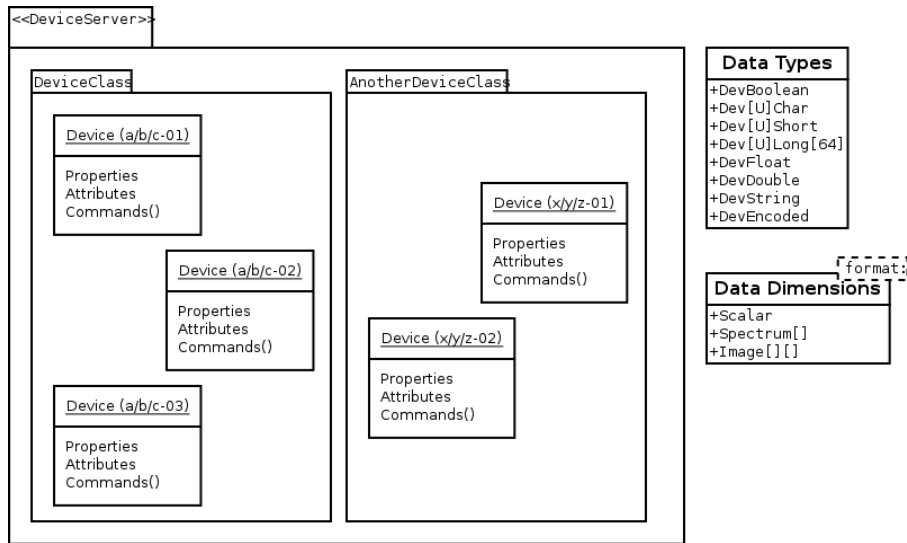 <<DeviceServer>>
DeviceClass
Device (a/b/c-01)
Properties
Attributes
Commands()
Device (a/b/c-02)
Properties
Attributes
Commands()
Device (a/b/c-03)
Properties
Attributes
Commands()
AnotherDeviceClass
Device (x/y/z-01)
Properties
Attributes
Commands()
Device (x/y/z-02)
Properties
Attributes
Commands()
Data Types
+DevBoolean
+Dev[U]Char
+Dev[U]Short
+Dev[U]Long[64]
+DevFloat
+DevDouble
+DevString
+DevEncoded
format:
Data Dimensions
+Scalar
+Spectrum[]
+Image[][]